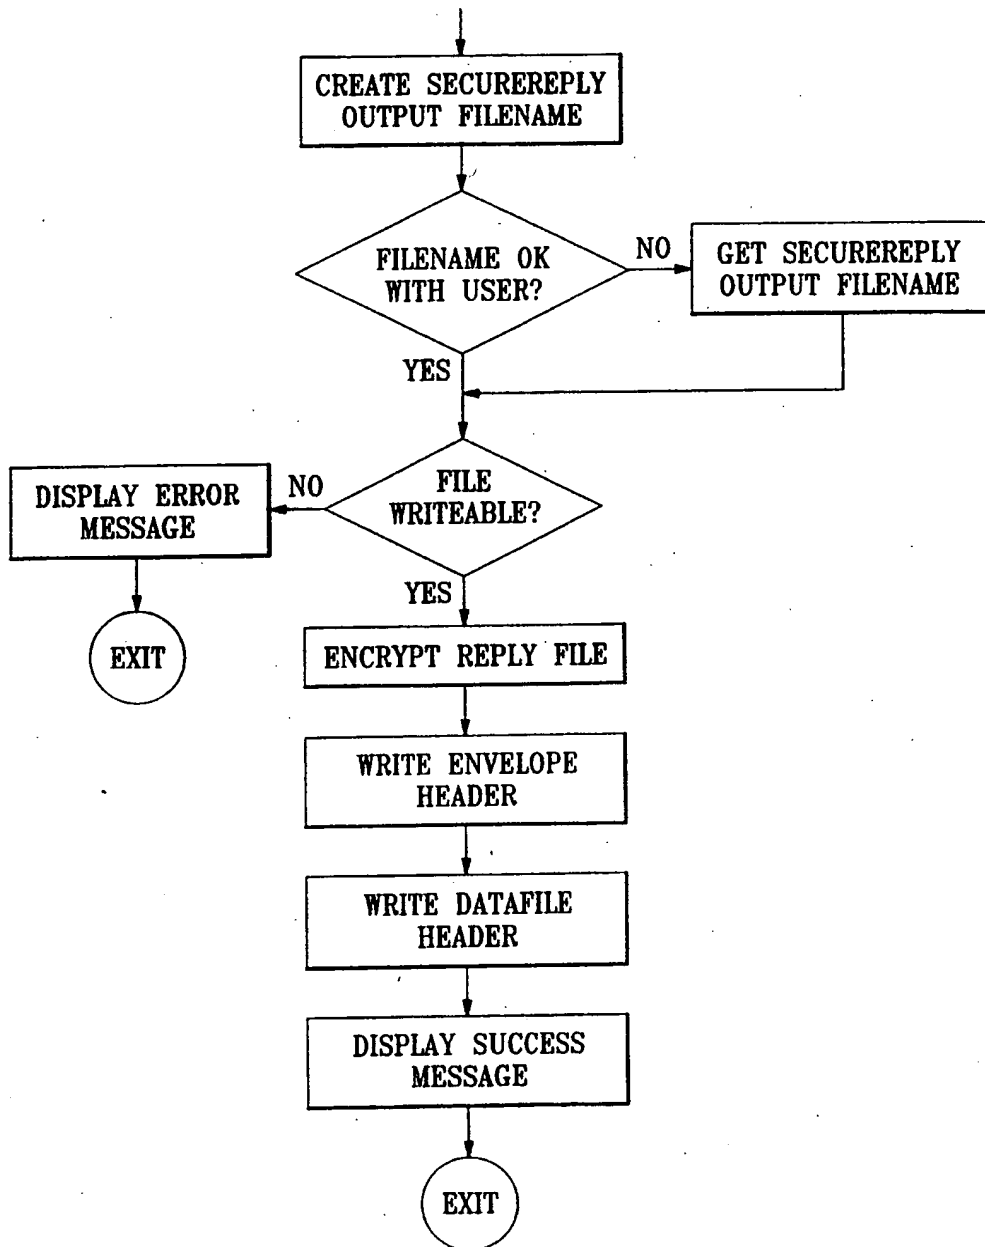 CREATE SECUREREPLY
OUTPUT FILENAME
FILENAME OK
WITH USER?
NO
GET SECUREREPLY
OUTPUT FILENAME
YES
FILE
WRITEABLE?
NO
DISPLAY ERROR
MESSAGE
EXIT
YES
ENCRYPT REPLY FILE
WRITE ENVELOPE
HEADER
WRITE DATAFILE
HEADER
DISPLAY SUCCESS
MESSAGE
EXIT